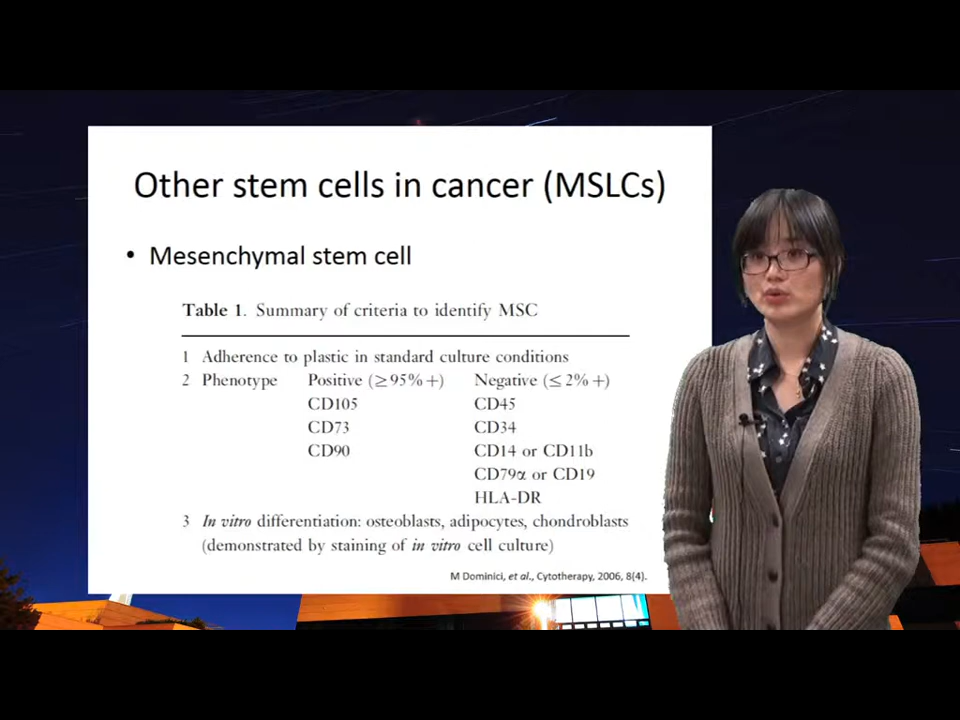 Other stem cells in cancer (MSLCs)
• Mesenchymal stem cell
Table 1. Summary of criteria to identify MSC
1 Adherence to plastic in standard culture conditions
2 Phenotype Positive (≥95%+) Negative (≤2%+)
CD105 CD45
CD73 CD34
CD90 CD14 or CD11b
CD79α or CD19
HLA-DR
3 In vitro differentiation: osteoblasts, adipocytes, chondroblasts
(demonstrated by staining of in vitro cell culture)
M Dominici, et al., Cytotherapy, 2006, 8(4).